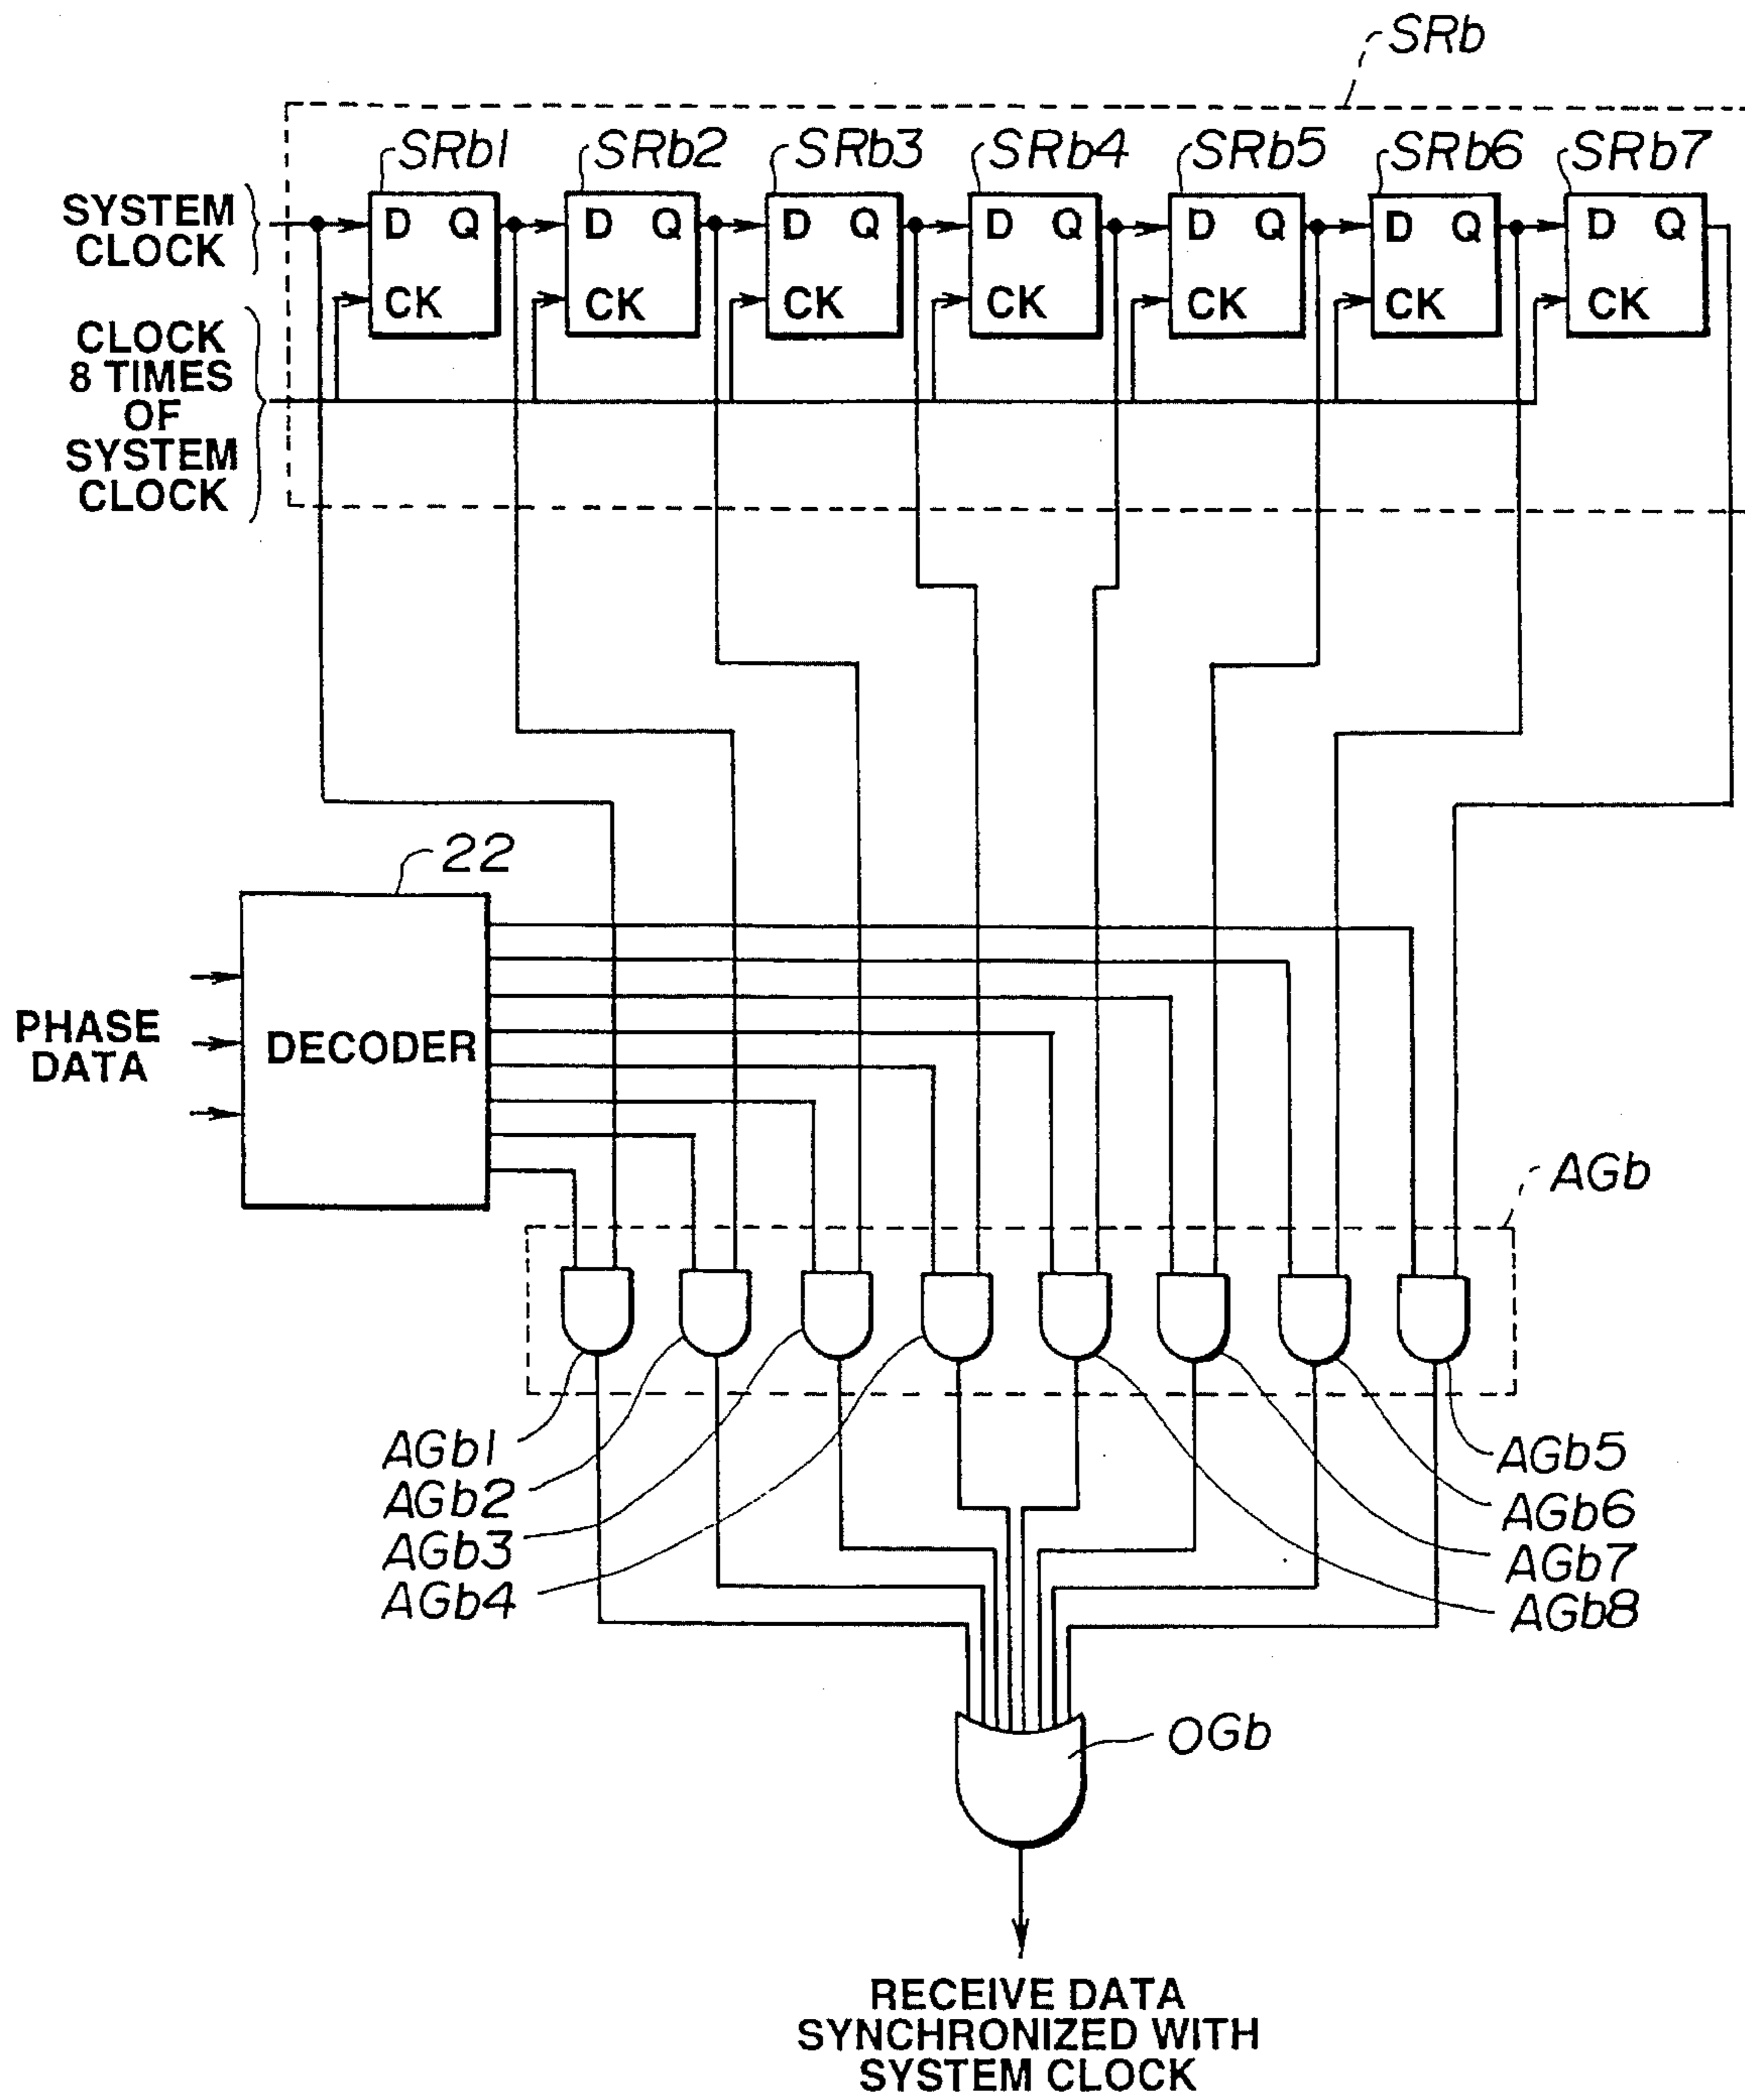 SRb
SRb1
SRb2
SRb3
SRb4
SRb5
SRb6
SRb7
SYSTEM
CLOCK
D Q
CK
D Q
CK
D Q
CK
D Q
CK
D Q
CK
D Q
CK
D Q
CK
CLOCK
8 TIMES
OF
SYSTEM
CLOCK
22
PHASE
DATA
DECODER
AGb
AGb1
AGb2
AGb3
AGb4
AGb5
AGb6
AGb7
AGb8
OGb
RECEIVE DATA
SYNCHRONIZED WITH
SYSTEM CLOCK